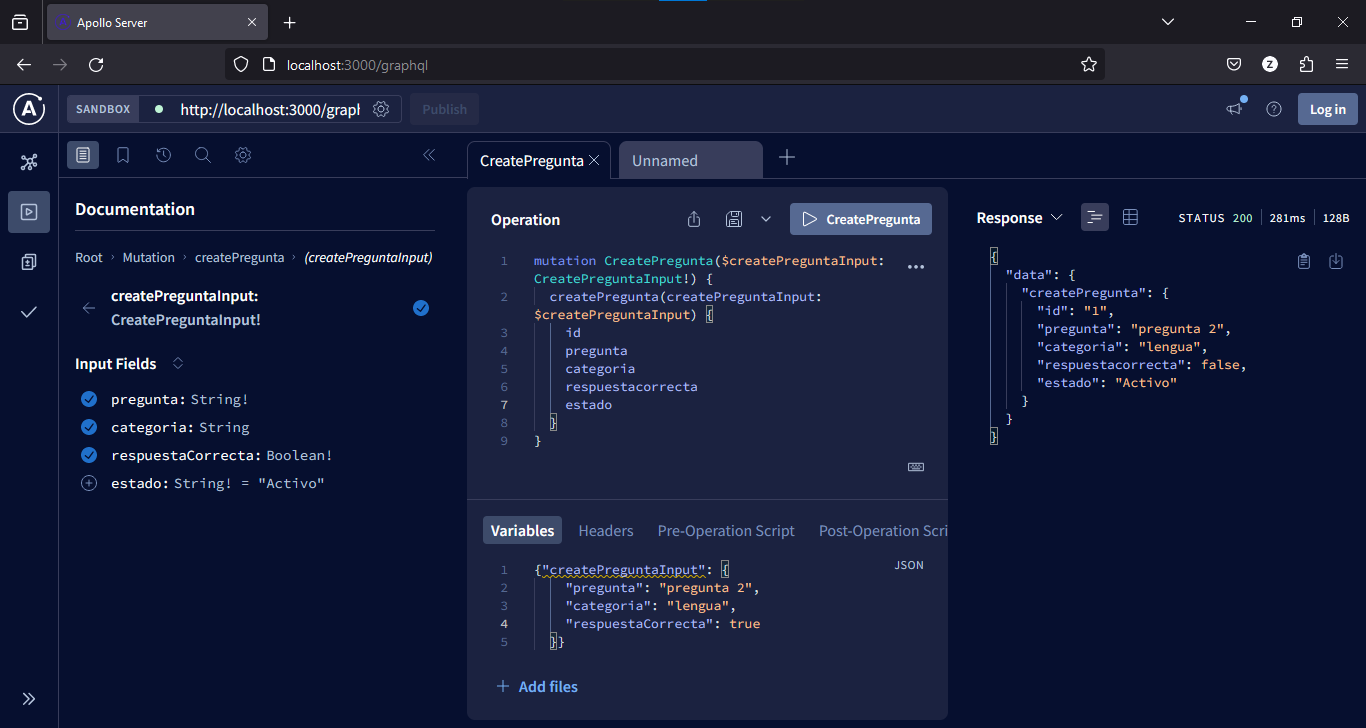 Apollo Server
localhost:3000/graphql
SANDBOX
http://localhost:3000/graph
Publish
Log in
Documentation
Root › Mutation › createPregunta › (createPreguntaInput)
createPreguntaInput:
CreatePreguntaInput!
Input Fields
pregunta: String!
categoria: String
respuestaCorrecta: Boolean!
estado: String! = "Activo"
CreatePregunta
Unnamed
Operation
CreatePregunta
1 mutation CreatePregunta($createPreguntaInput:
CreatePreguntaInput!) {
2 createPregunta(createPreguntaInput:
$createPreguntaInput) {
3 id
4 pregunta
5 categoria
6 respuestacorrecta
7 estado
8 }
9 }
Variables Headers Pre-Operation Script Post-Operation Scri
JSON
1 {"createPreguntaInput": {
2 "pregunta": "pregunta 2",
3 "categoria": "lengua",
4 "respuestaCorrecta": true
5 }}
Add files
Response
STATUS 200 281ms 128B
{
"data": {
"createPregunta": {
"id": "1",
"pregunta": "pregunta 2",
"categoria": "lengua",
"respuestacorrecta": false,
"estado": "Activo"
}
}
}